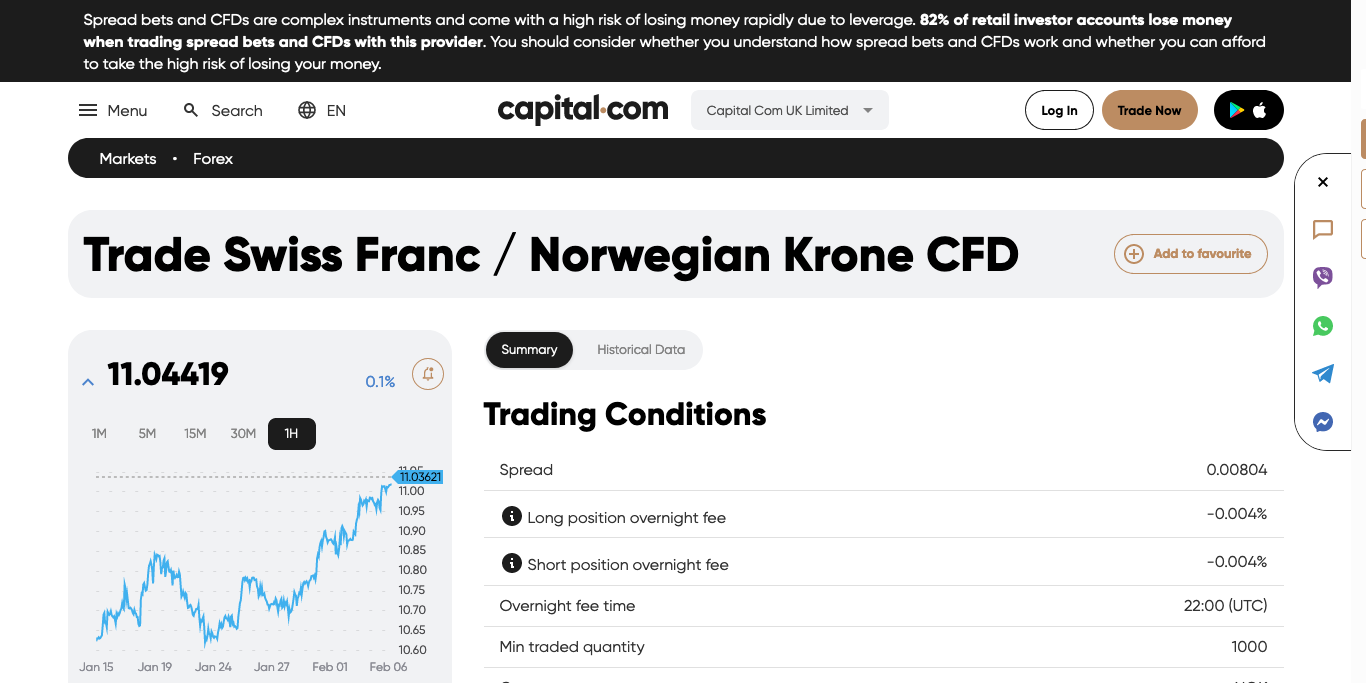 Spread bets and CFDs are complex instruments and come with a high risk of losing money rapidly due to leverage. 82% of retail investor accounts lose money
when trading spread bets and CFDs with this provider. You should consider whether you understand how spread bets and CFDs work and whether you can afford
to take the high risk of losing your money.
Menu
Search
EN
capital.com
Capital Com UK Limited
Log In
Trade Now
Markets • Forex
Trade Swiss Franc / Norwegian Krone CFD
Add to favourite
11.04419
0.1%
1M 5M 15M 30M 1H
11.05
11.03621
11.00
10.95
10.90
10.85
10.80
10.75
10.70
10.65
10.60
Jan 15 Jan 19 Jan 24 Jan 27 Feb 01 Feb 06
Summary
Historical Data
Trading Conditions
Spread 0.00804
Long position overnight fee -0.004%
Short position overnight fee -0.004%
Overnight fee time 22:00 (UTC)
Min traded quantity 1000